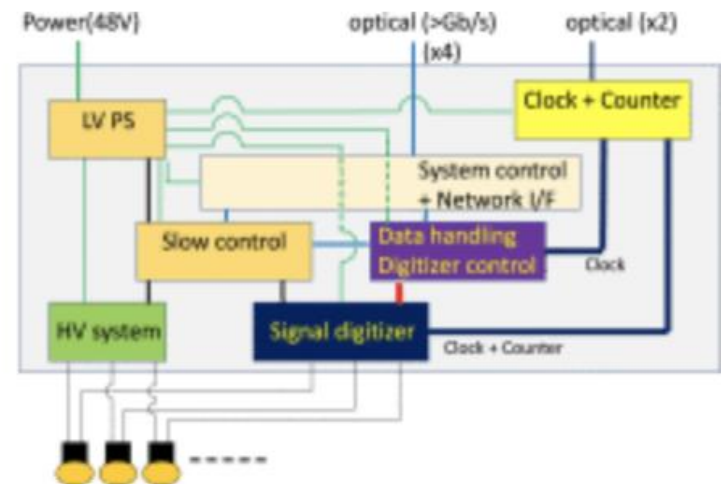 Power(48V)
optical (>Gb/s)
(x4)
optical (x2)
LV PS
Clock + Counter
System control
+ Network I/F
Slow control
Data handling
Digitizer control
Clock
HV system
Signal digitizer
Clock + Counter